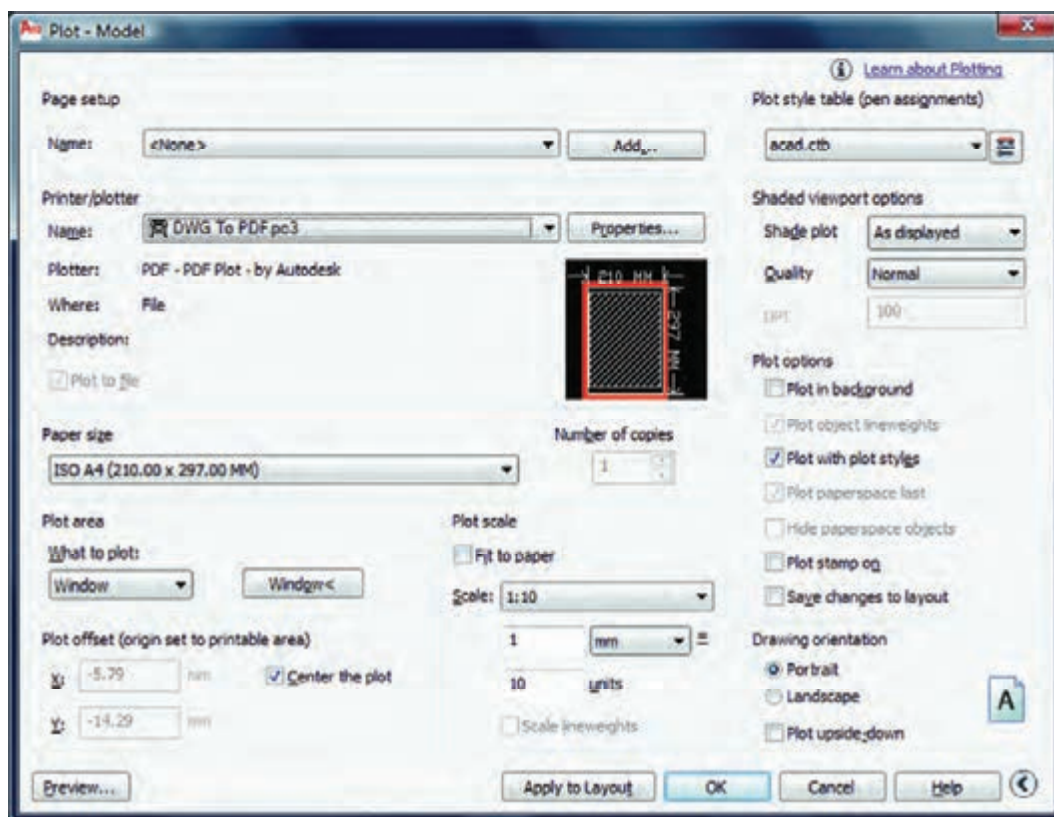 Plot - Model
Learn about Plotting
Page setup
Name: <None> Add...
Printer/plotter
Name: DWG To PDF.pc3 Properties...
Plotter: PDF - PDF Plot - by Autodesk
Where: File
Description:
Plot to file
210 MM
297 MM
Paper size
ISO A4 (210.00 x 297.00 MM)
Number of copies
1
Plot area
What to plot:
Window Window<
Plot offset (origin set to printable area)
X: -5.79 mm Center the plot
Y: -14.29 mm
Plot scale
Fit to paper
Scale: 1:10
1 mm =
10 units
Scale lineweights
Plot style table (pen assignments)
acad.ctb
Shaded viewport options
Shade plot As displayed
Quality Normal
DPI 100
Plot options
Plot in background
Plot object lineweights
Plot with plot styles
Plot paperspace last
Hide paperspace objects
Plot stamp on
Save changes to layout
Drawing orientation
Portrait
Landscape
Plot upside-down
A
Preview... Apply to Layout OK Cancel Help